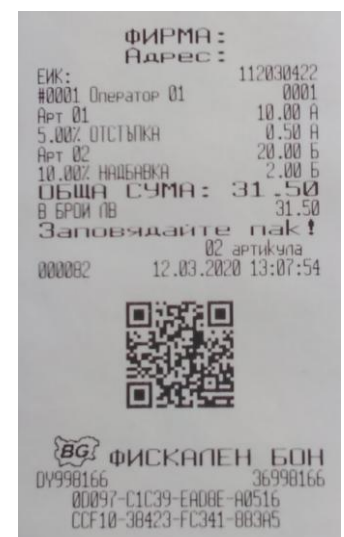 ФИРМА:
Адрес:
ЕИК: 112030422
#0001 Оператор 01 0001
Арт 01 10.00 А
5.00% ОТСТЪПКА 0.50 А
Арт 02 20.00 Б
10.00% НАДБАВКА 2.00 Б
ОБЩА СУМА: 31.50
В БРОЙ ЛВ 31.50
Заповядайте пак!
02 артикула
000082 12.03.2020 13:07:54
BG ФИСКАЛЕН БОН
DY998166 36998166
0D097-C1C39-EAD8E-A0516
CCF10-38423-FC341-883A5